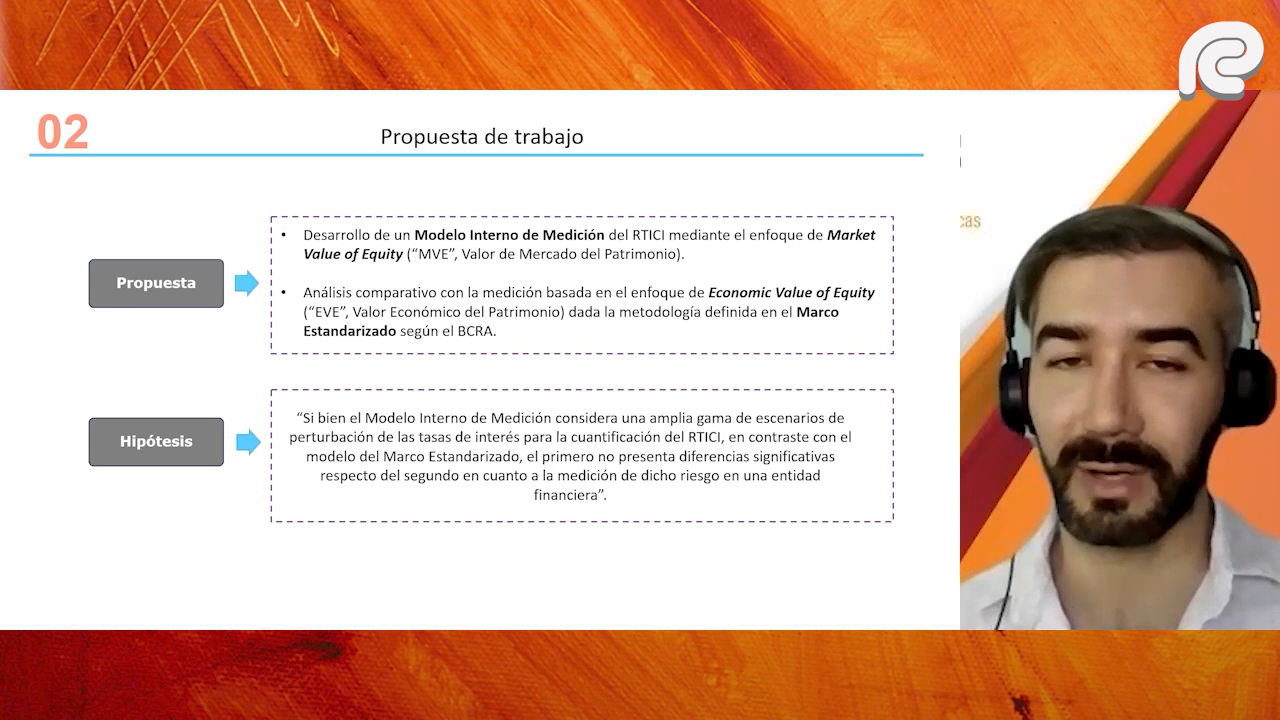 02
Propuesta de trabajo
cas
Propuesta
• Desarrollo de un Modelo Interno de Medición del RTICI mediante el enfoque de Market
Value of Equity (“MVE”, Valor de Mercado del Patrimonio).
• Análisis comparativo con la medición basada en el enfoque de Economic Value of Equity
(“EVE”, Valor Económico del Patrimonio) dada la metodología definida en el Marco
Estandarizado según el BCRA.
Hipótesis
“Si bien el Modelo Interno de Medición considera una amplia gama de escenarios de
perturbación de las tasas de interés para la cuantificación del RTICI, en contraste con el
modelo del Marco Estandarizado, el primero no presenta diferencias significativas
respecto del segundo en cuanto a la medición de dicho riesgo en una entidad
financiera”.